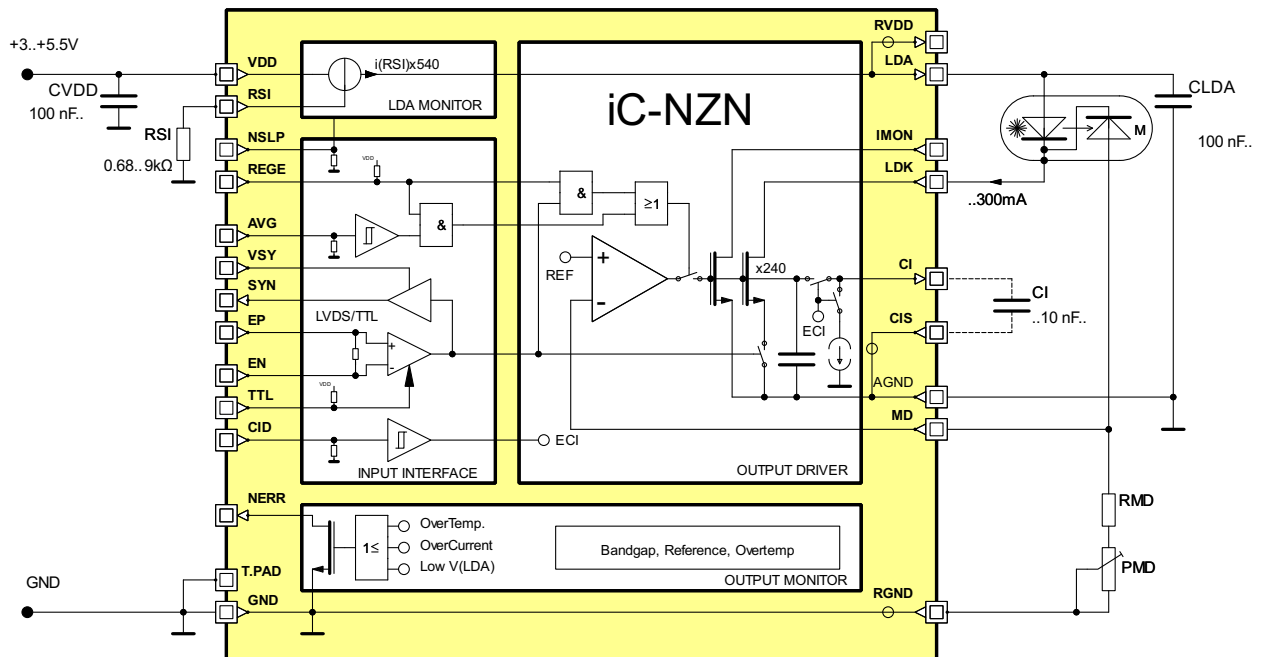 +3..+5.5V
CVDD
100 nF..
RSI
0.68..9kΩ
GND
VDD
RSI
NSLP
REGE
AVG
VSY
SYN
EP
EN
TTL
CID
NERR
T.PAD
GND
i(RSI)x540
LDA MONITOR
VDD
&
LVDS/TTL
+
-
VDD
ECI
INPUT INTERFACE
iC-NZN
&
≥1
REF
+
-
x240
ECI
OUTPUT DRIVER
OverTemp.
1≤
OverCurrent
Low V(LDA)
Bandgap, Reference, Overtemp
OUTPUT MONITOR
RVDD
LDA
IMON
LDK
CI
CIS
AGND
MD
RGND
CLDA
100 nF..
M
..300mA
CI
..10 nF..
RMD
PMD